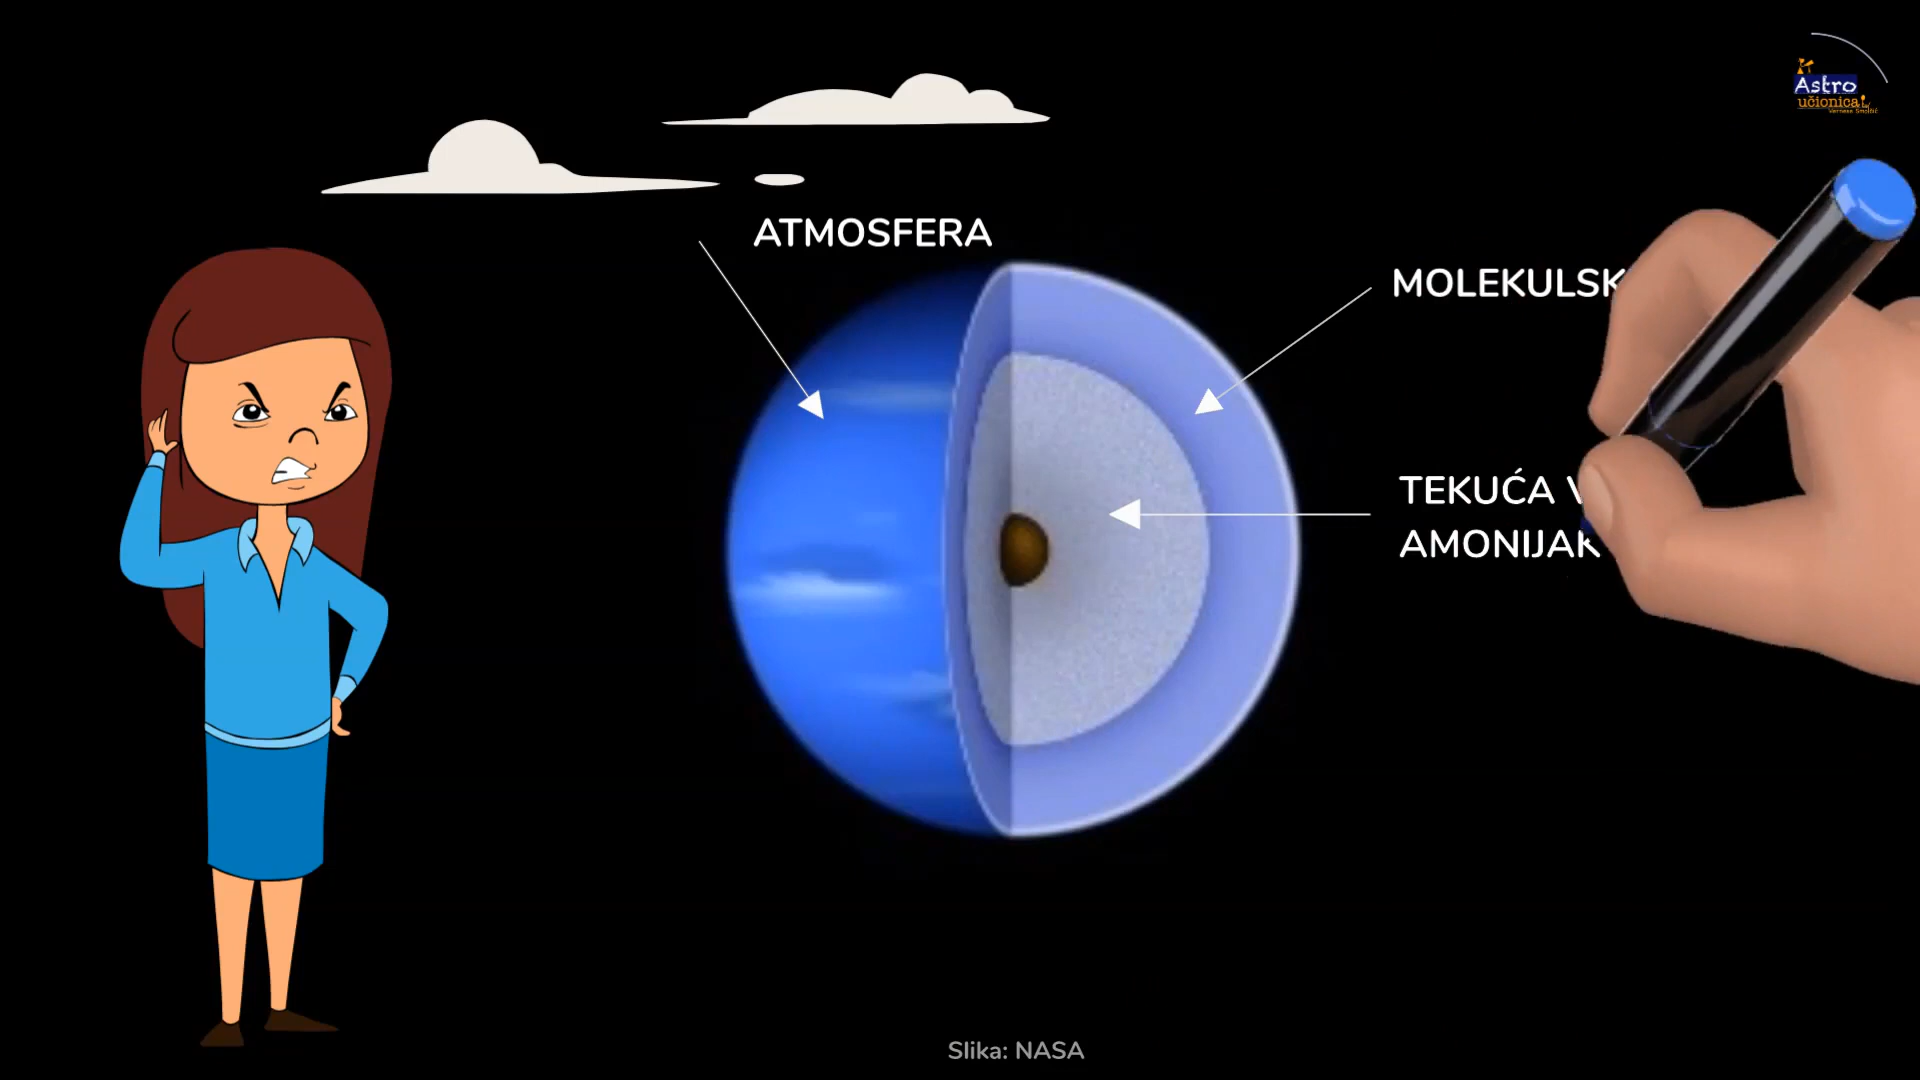 Astro
učionica
ATMOSFERA
MOLEKULSK
TEKUĆA
AMONIJAK
Slika: NASA